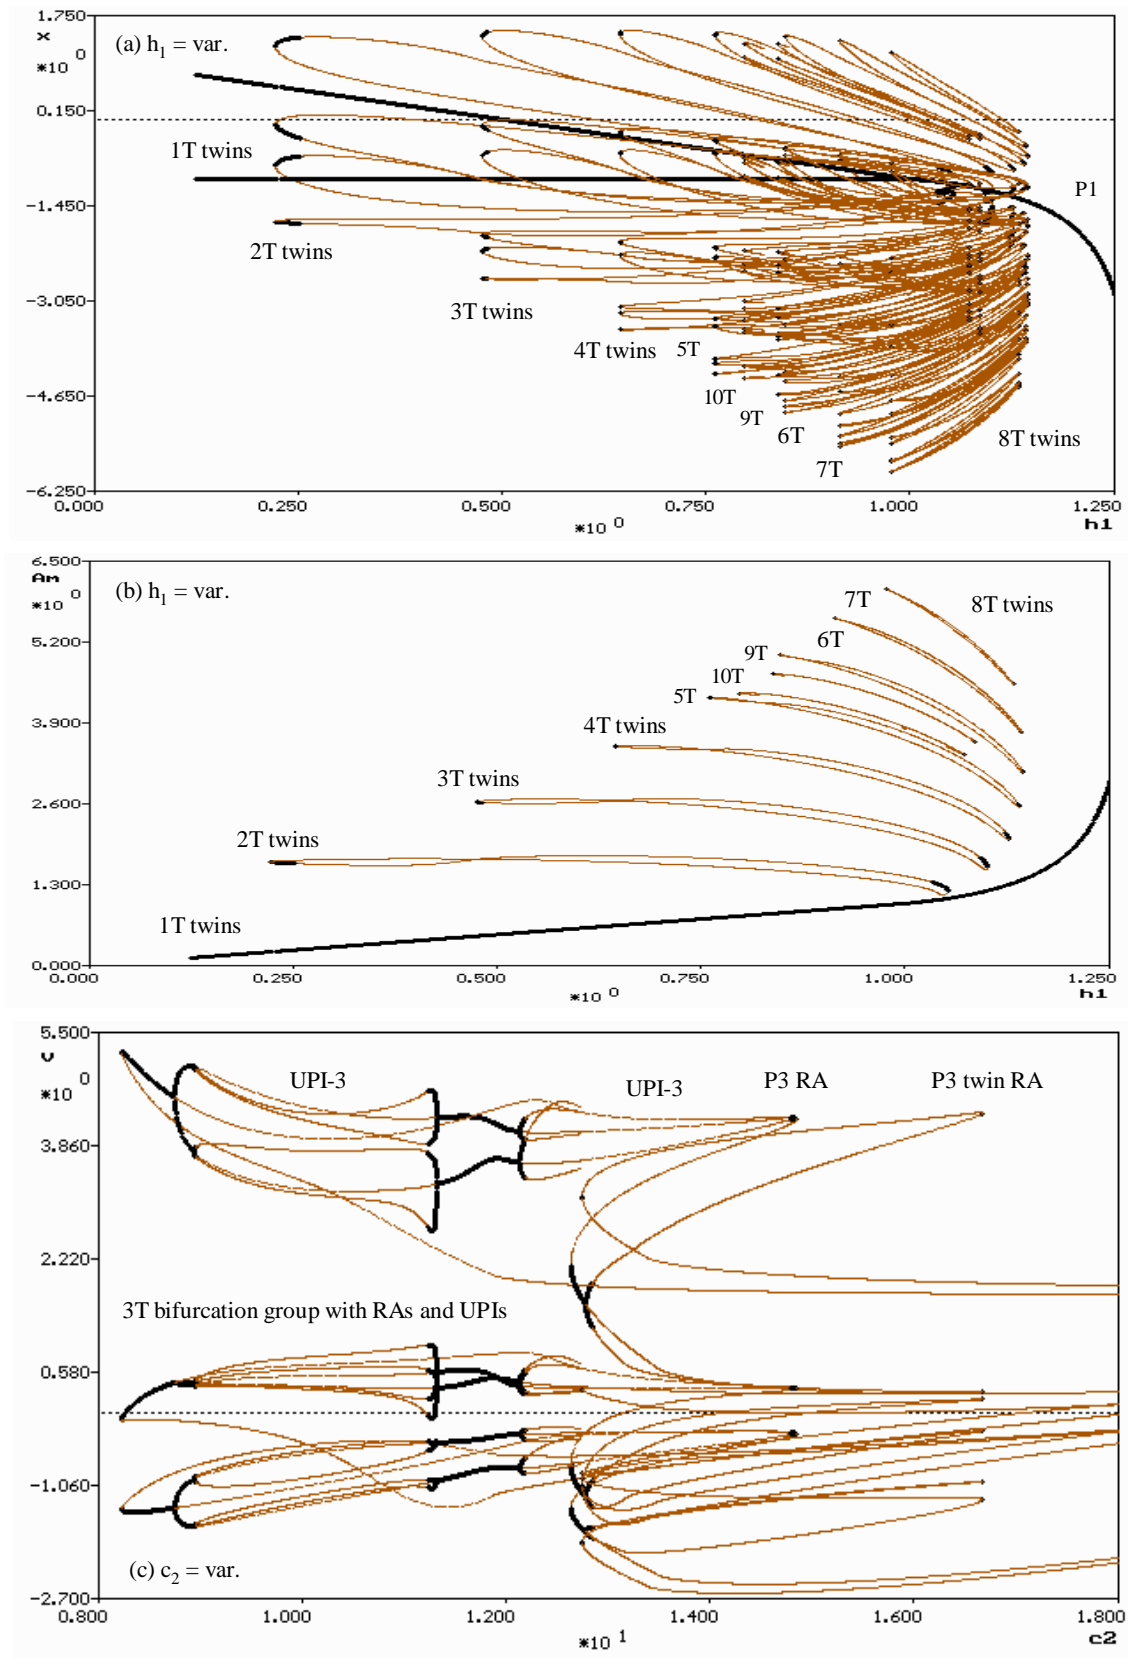 1.750
x
(a) h1 = var.
*10 0
0.150
1T twins
-1.450
P1
2T twins
-3.050
3T twins
4T twins
5T
10T
-4.650
9T
6T
8T twins
7T
-6.250
0.000 0.250 0.500 0.750 1.000 1.250
*10 0
h1
6.500
Am
*10 0
(b) h1 = var.
7T
8T twins
5.200
6T
9T
10T
5T
3.900
4T twins
3T twins
2.600
2T twins
1.300
1T twins
0.000
0.000 0.250 0.500 0.750 1.000 1.250
*10 0
h1
5.500
v
*10 0
UPI-3
UPI-3
P3 RA
P3 twin RA
3.860
2.220
3T bifurcation group with RAs and UPIs
0.580
-1.060
(c) c2 = var.
-2.700
0.800 1.000 1.200 1.400 1.600 1.800
*10 1
c2